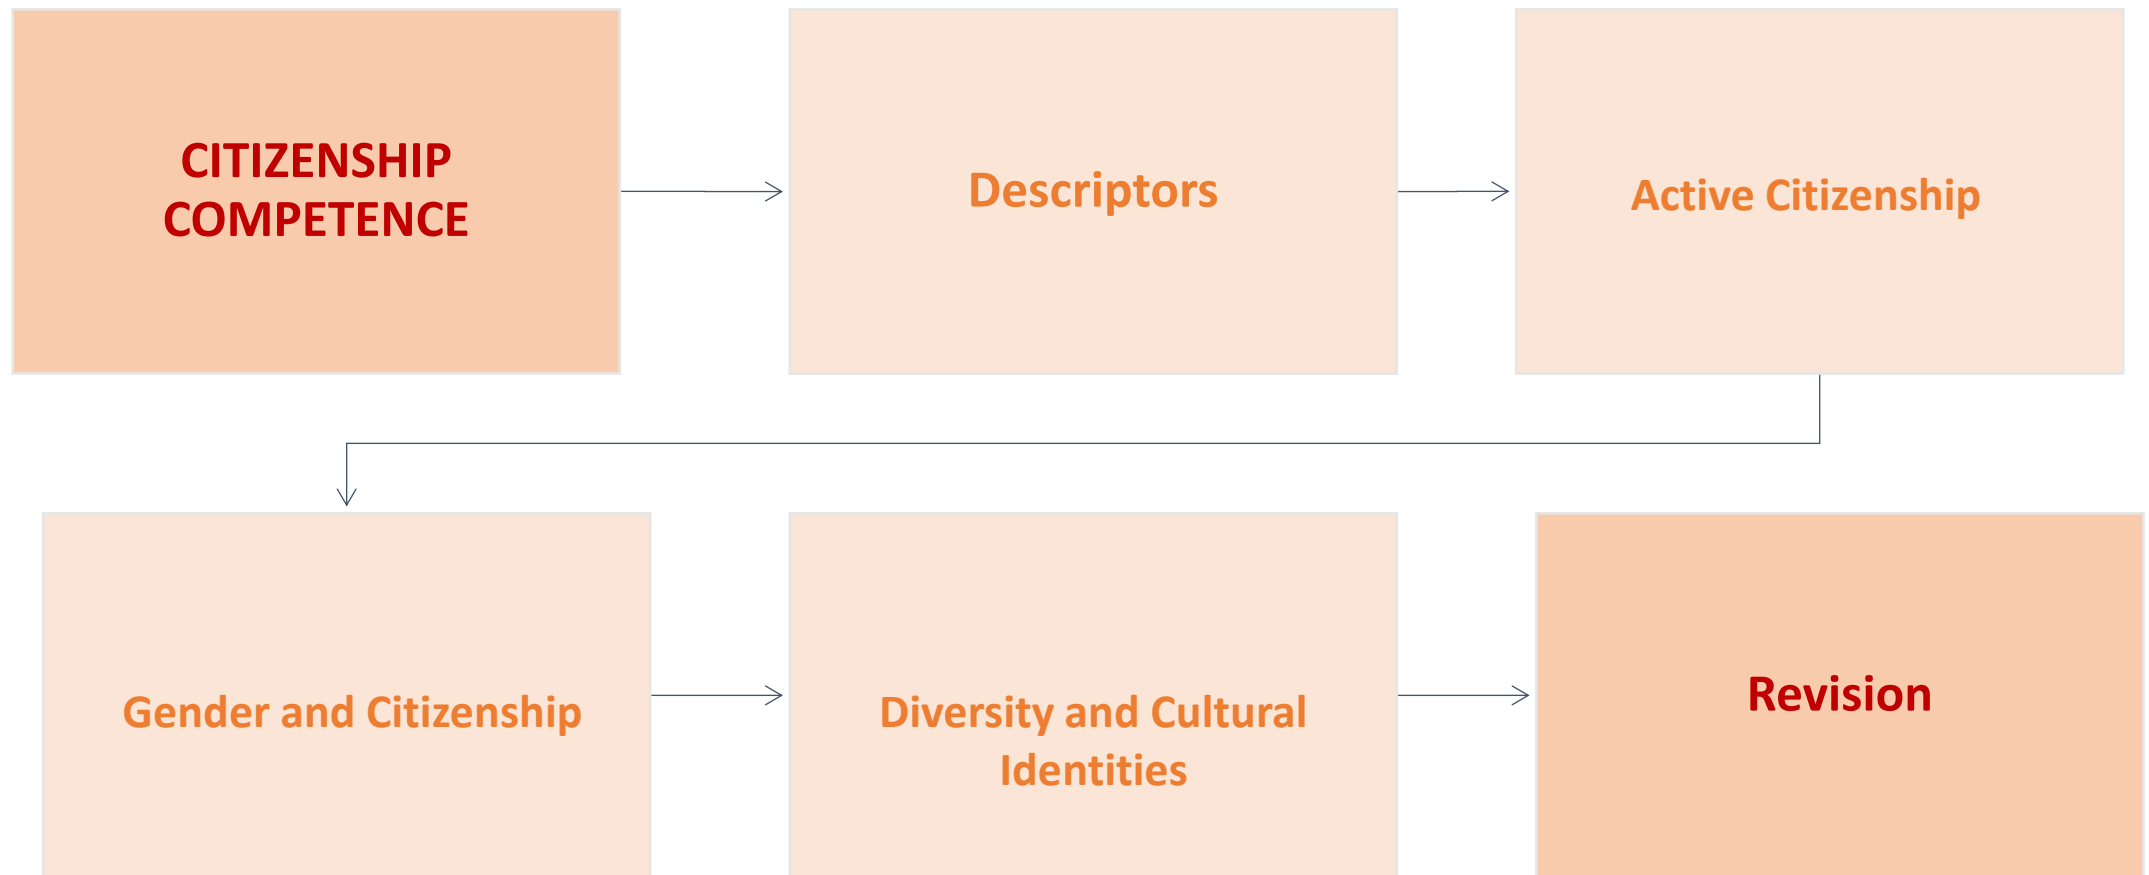 CITIZENSHIP
COMPETENCE
Descriptors
Active Citizenship
Gender and Citizenship
Diversity and Cultural
Identities
Revision